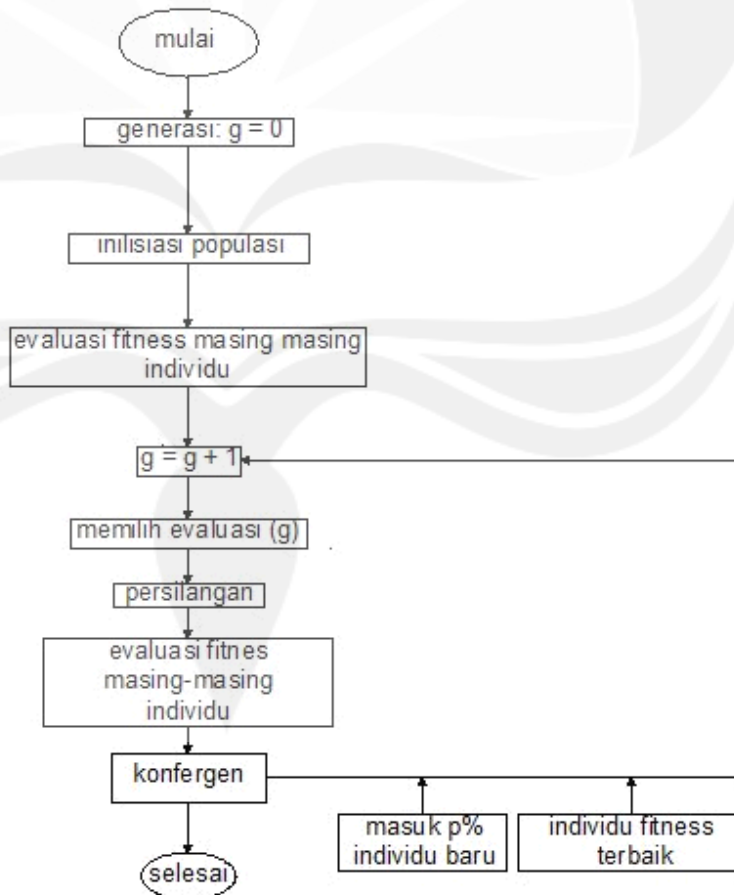 mulai
generasi: g = 0
inilisiasi populasi
evaluasi fitness masing masing
individu
g = g + 1
memilih evaluasi (g)
persilangan
evaluasi fitnes
masing-masing
individu
konfergen
masuk p%
individu baru
individu fitness
terbaik
selesai